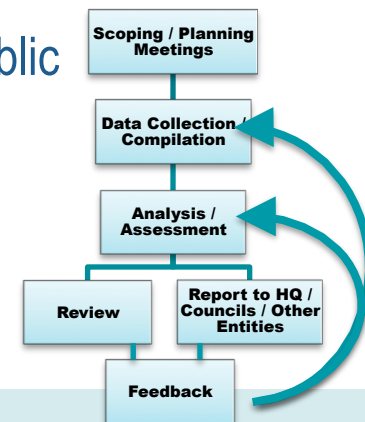 blic
Scoping / Planning
Meetings
Data Collection /
Compilation
Analysis /
Assessment
Review
Report to HQ /
Councils / Other
Entities
Feedback